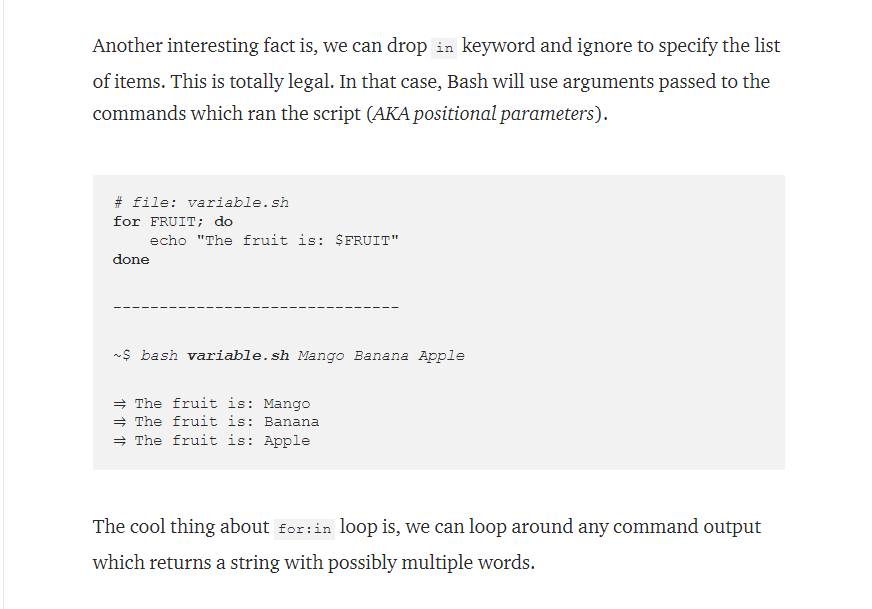 Another interesting fact is, we can drop in keyword and ignore to specify the list
of items. This is totally legal. In that case, Bash will use arguments passed to the
commands which ran the script (AKA positional parameters).
# file: variable.sh
for FRUIT; do
    echo "The fruit is: $FRUIT"
done
-------------------------------
~$ bash variable.sh Mango Banana Apple
⇒ The fruit is: Mango
⇒ The fruit is: Banana
⇒ The fruit is: Apple
The cool thing about for:in loop is, we can loop around any command output
which returns a string with possibly multiple words.